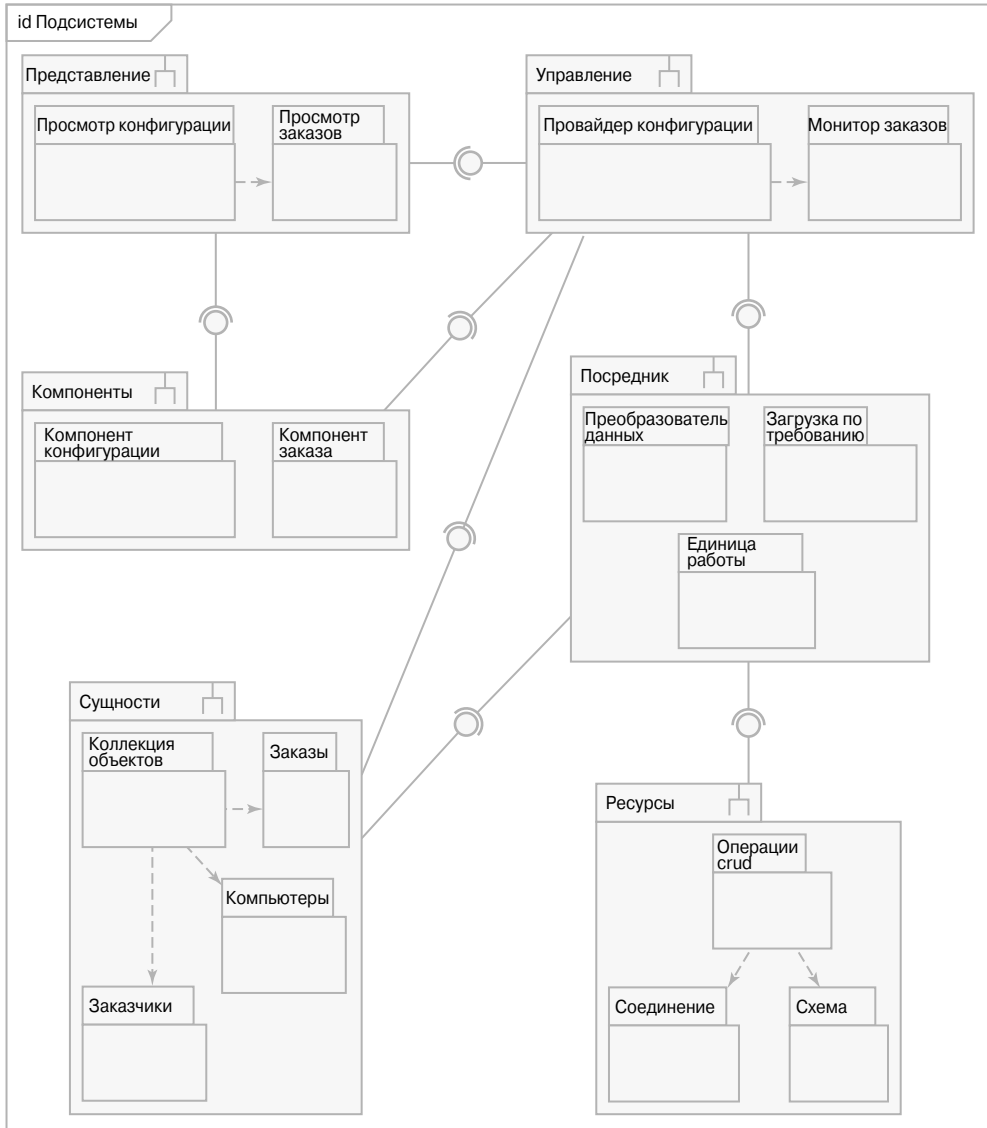 id Подсистемы
Представление
Управление
Просмотр конфигурации
Просмотр
заказов
Провайдер конфигурации
Монитор заказов
Компоненты
Посредник
Компонент
конфигурации
Компонент
заказа
Преобразователь
данных
Загрузка по
требованию
Единица
работы
Сущности
Коллекция
объектов
Заказы
Ресурсы
Операции
crud
Компьютеры
Заказчики
Соединение
Схема